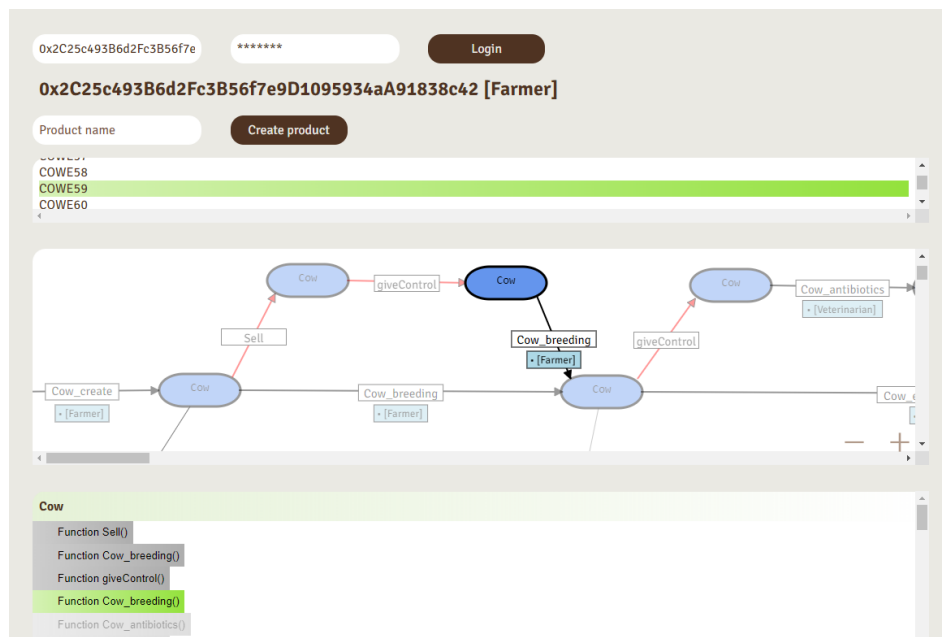 0x2C25c493B6d2Fc3B56f7e
*******
Login
0x2C25c493B6d2Fc3B56f7e9D1095934aA91838c42 [Farmer]
Product name
Create product
COWE57
COWE58
COWE59
COWE60
Cow
giveControl
Cow
Cow
Cow_antibiotics
• [Veterinarian]
Sell
Cow_breeding
• [Farmer]
giveControl
Cow_create
• [Farmer]
Cow
Cow_breeding
• [Farmer]
Cow
Cow
Function Sell()
Function Cow_breeding()
Function giveControl()
Function Cow_breeding()
Function Cow_antibiotics()